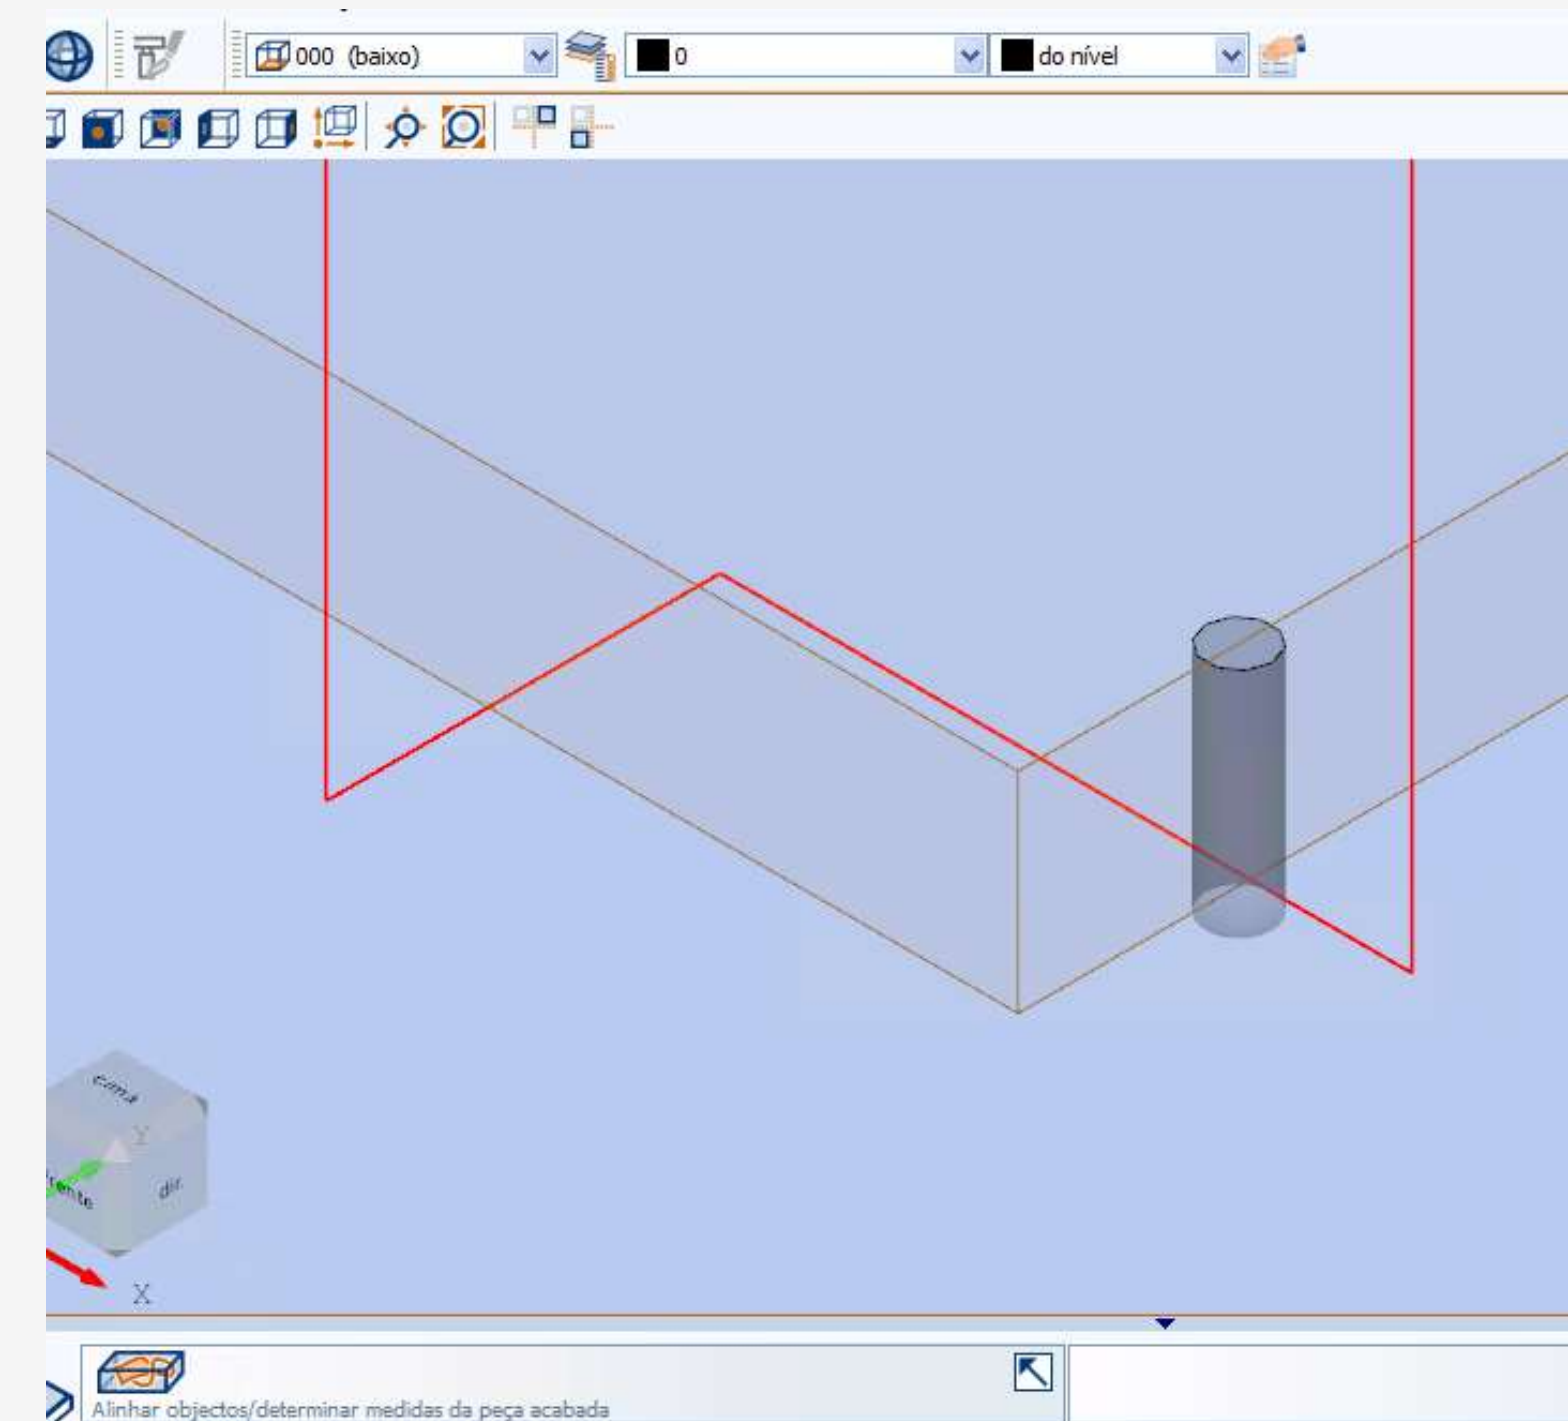 000 (baixo)
0
do nível
cima
Y
frente
dir.
X
Alinhar objectos/determinar medidas da peça acabada